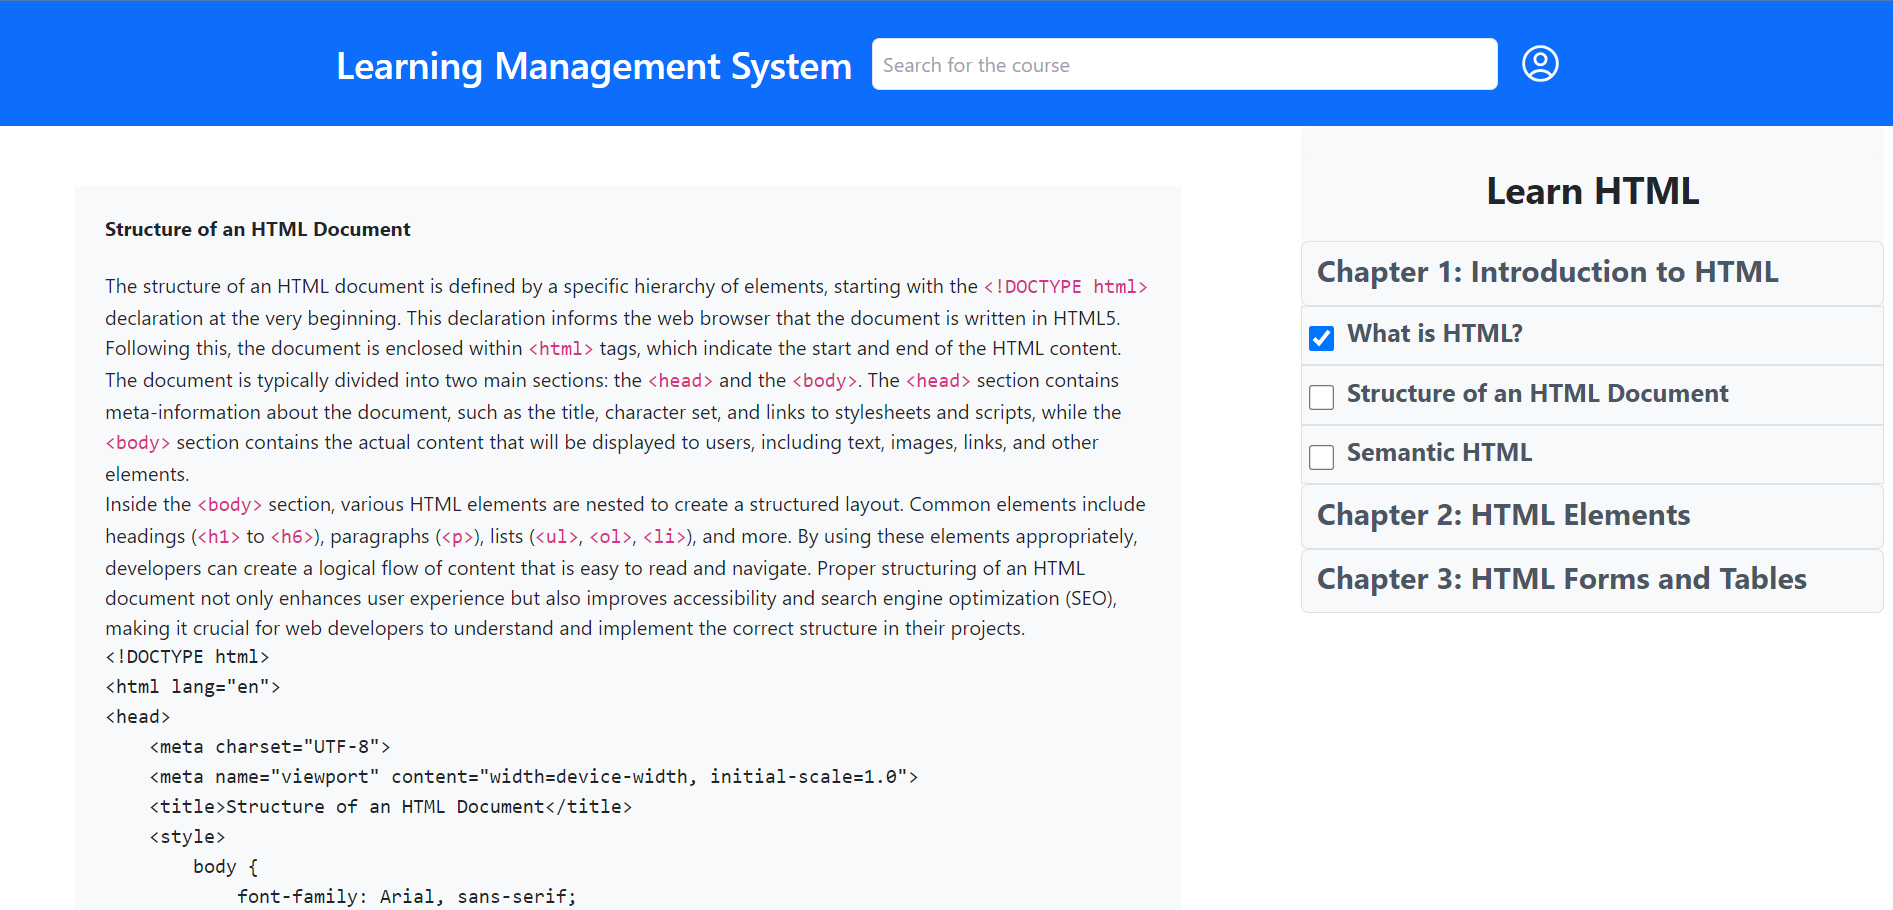 Learning Management System
Search for the course
Structure of an HTML Document
The structure of an HTML document is defined by a specific hierarchy of elements, starting with the <!DOCTYPE html>
declaration at the very beginning. This declaration informs the web browser that the document is written in HTML5.
Following this, the document is enclosed within <html> tags, which indicate the start and end of the HTML content.
The document is typically divided into two main sections: the <head> and the <body>. The <head> section contains
meta-information about the document, such as the title, character set, and links to stylesheets and scripts, while the
<body> section contains the actual content that will be displayed to users, including text, images, links, and other
elements.
Inside the <body> section, various HTML elements are nested to create a structured layout. Common elements include
headings (<h1> to <h6>), paragraphs (<p>), lists (<ul>, <ol>, <li>), and more. By using these elements appropriately,
developers can create a logical flow of content that is easy to read and navigate. Proper structuring of an HTML
document not only enhances user experience but also improves accessibility and search engine optimization (SEO),
making it crucial for web developers to understand and implement the correct structure in their projects.
<!DOCTYPE html>
<html lang="en">
<head>
    <meta charset="UTF-8">
    <meta name="viewport" content="width=device-width, initial-scale=1.0">
    <title>Structure of an HTML Document</title>
    <style>
        body {
            font-family: Arial, sans-serif;
Learn HTML
Chapter 1: Introduction to HTML
What is HTML?
Structure of an HTML Document
Semantic HTML
Chapter 2: HTML Elements
Chapter 3: HTML Forms and Tables